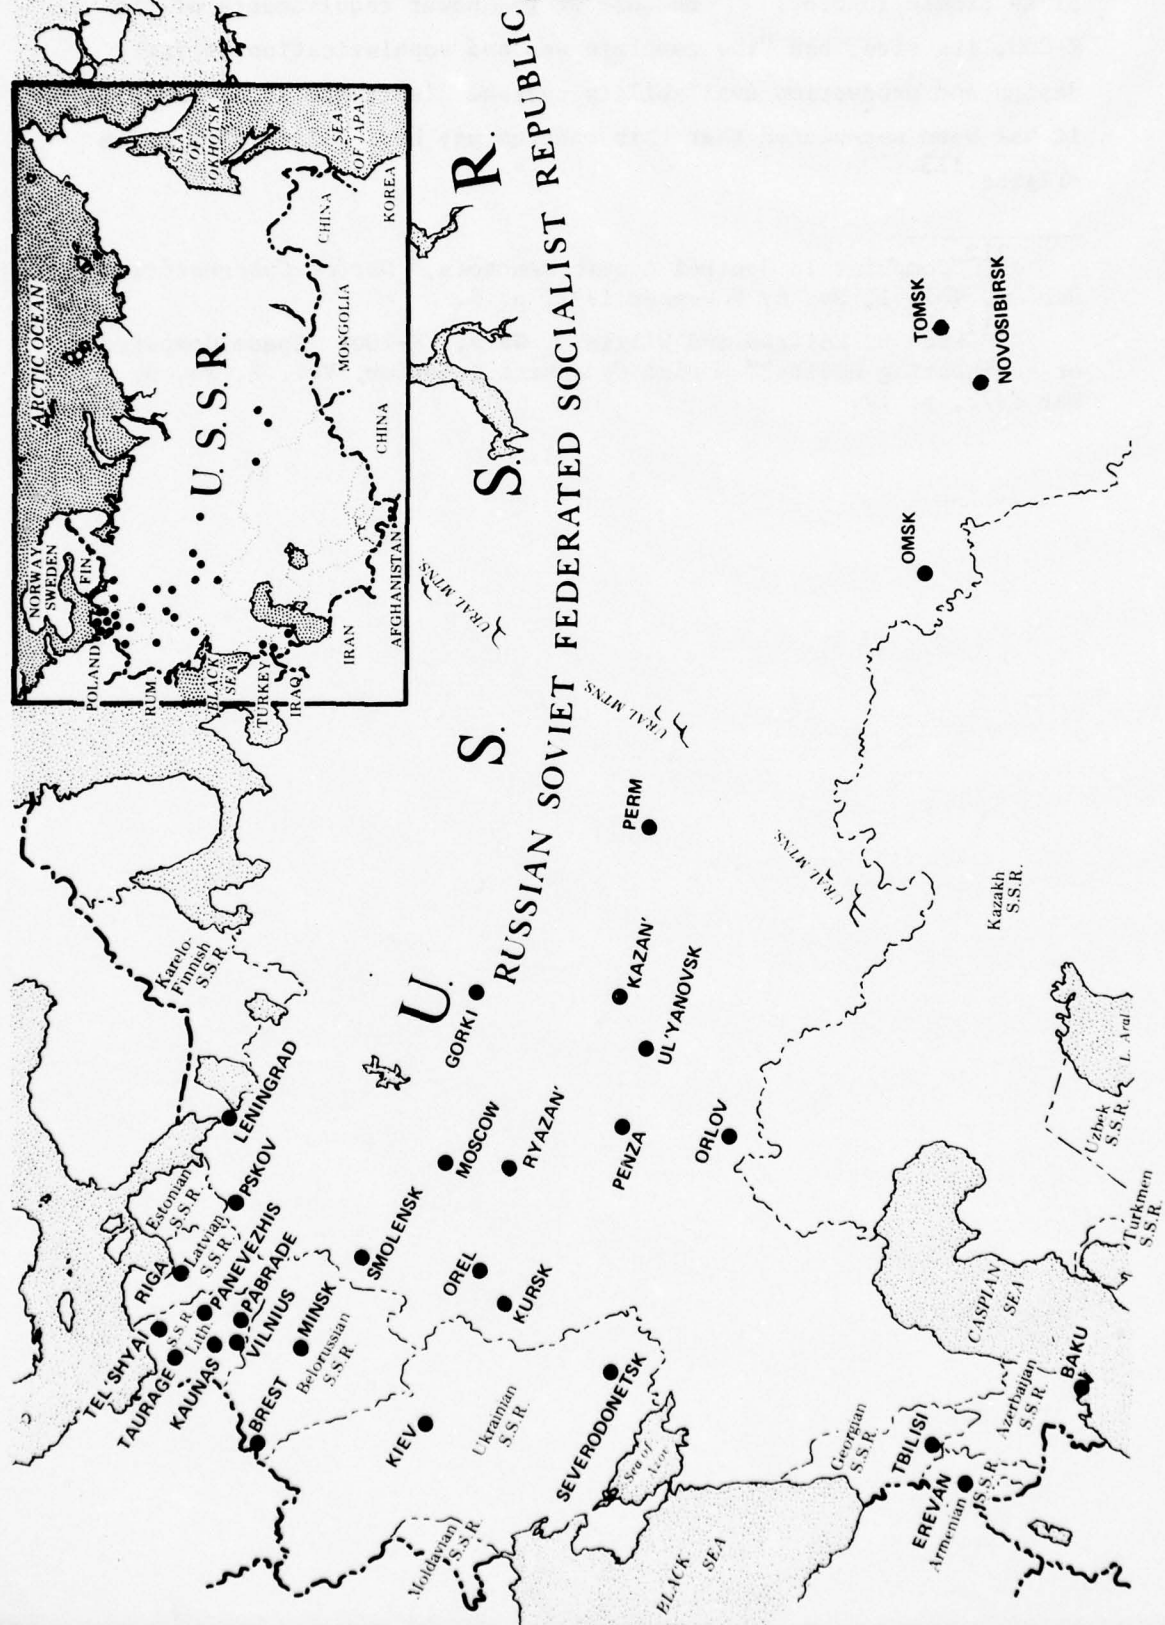 U. S. S. R.
RUSSIAN SOVIET FEDERATED SOCIALIST REPUBLIC
ARCTIC OCEAN
NORWAY
SWEDEN
FIN
POLAND
RUM
BLACK
SEA
TURKEY
IRAQ
IRAN
AFGHANISTAN
U. S. S. R.
CHINA
MONGOLIA
CHINA
KOREA
SEA
OF
OKHOTSK
SEA
OF JAPAN
URAL MTNS.
URAL MTNS.
URAL MTNS.
Karelo-
Finnish
S.S.R.
LENINGRAD
PSKOV
Estonian
S.S.R.
RIGA
Latvian
S.S.R.
TEL'SHYAI
PANEVEZHIS
TAURAGE
Lith
S.S.R
KAUNAS
PABRADE
VILNIUS
MINSK
Belorussian
S.S.R.
BREST
SMOLENSK
MOSCOW
RYAZAN'
GORKI
KAZAN'
UL'YANOVSK
PENZA
ORLOV
PERM
OREL
KURSK
KIEV
Ukrainian
S.S.R.
SEVERODONETSK
Sea of
Azov
Moldavian
S.S.R.
BLACK
SEA
Georgian
S.S.R.
TBILISI
EREVAN
Armenian
S.S.R
Azerbaijan
S.S.R.
BAKU
CASPIAN
SEA
Turkmen
S.S.R.
Uzbek
S.S.R.
L. Aral
Kazakh
S.S.R.
OMSK
TOMSK
NOVOSIBIRSK